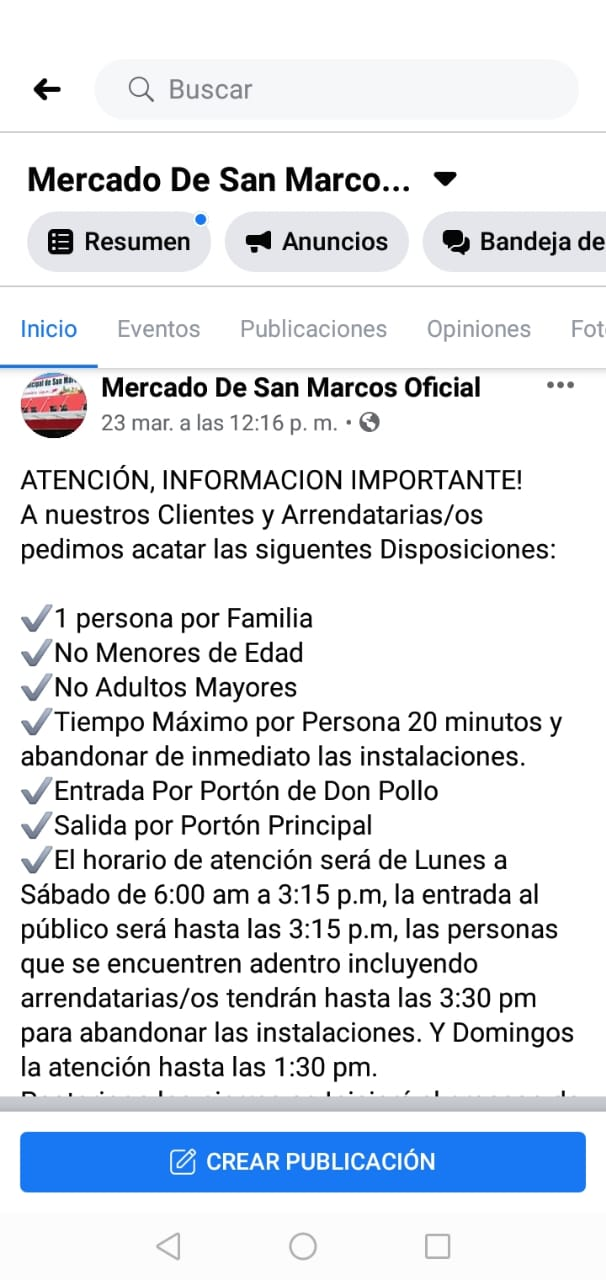 Buscar
Mercado De San Marco...
Resumen Anuncios Bandeja de
Inicio Eventos Publicaciones Opiniones Fot
Mercado De San Marcos Oficial
23 mar. a las 12:16 p. m. •
ATENCIÓN, INFORMACION IMPORTANTE!
A nuestros Clientes y Arrendatarias/os
pedimos acatar las siguentes Disposiciones:
✔1 persona por Familia
✔No Menores de Edad
✔No Adultos Mayores
✔Tiempo Máximo por Persona 20 minutos y
abandonar de inmediato las instalaciones.
✔Entrada Por Portón de Don Pollo
✔Salida por Portón Principal
✔El horario de atención será de Lunes a
Sábado de 6:00 am a 3:15 p.m, la entrada al
público será hasta las 3:15 p.m, las personas
que se encuentren adentro incluyendo
arrendatarias/os tendrán hasta las 3:30 pm
para abandonar las instalaciones. Y Domingos
la atención hasta las 1:30 pm.
CREAR PUBLICACIÓN